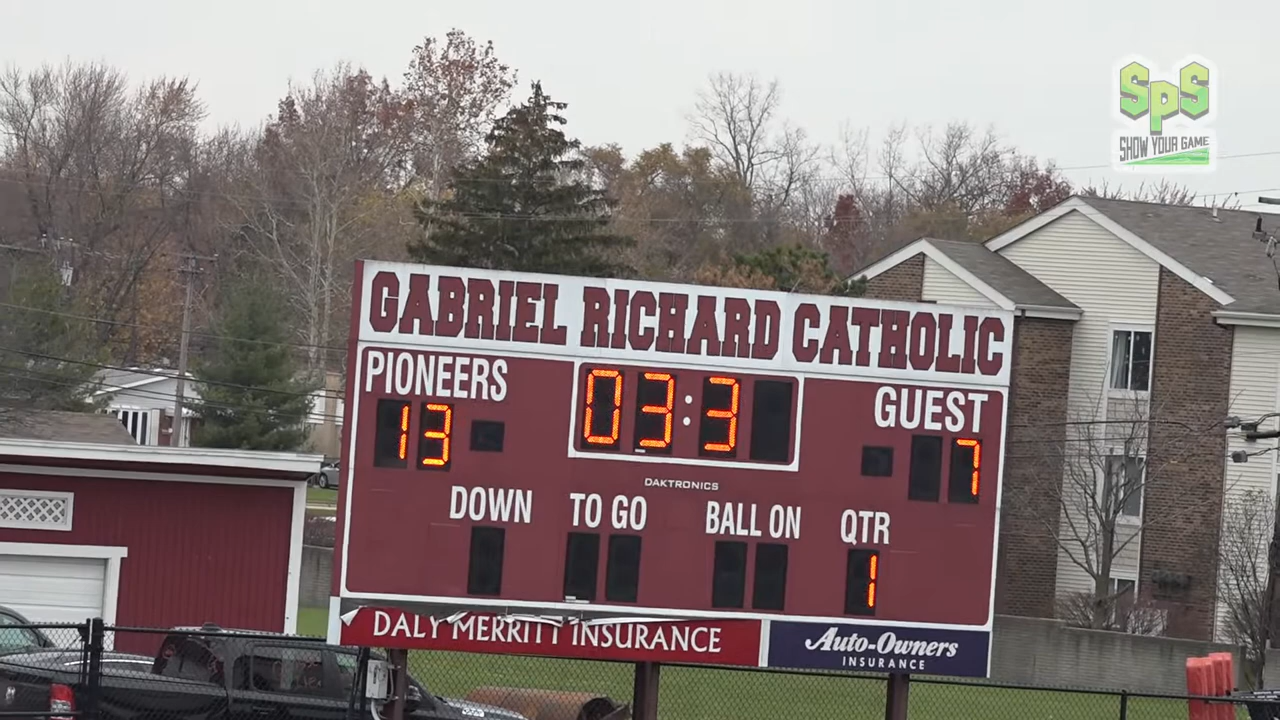 SpS
SHOW YOUR GAME
GABRIEL RICHARD CATHOLIC
PIONEERS
03:3
GUEST
13
7
DAKTRONICS
DOWN
TO GO
BALL ON
QTR
1
DALY MERRITT INSURANCE
Auto-Owners
INSURANCE